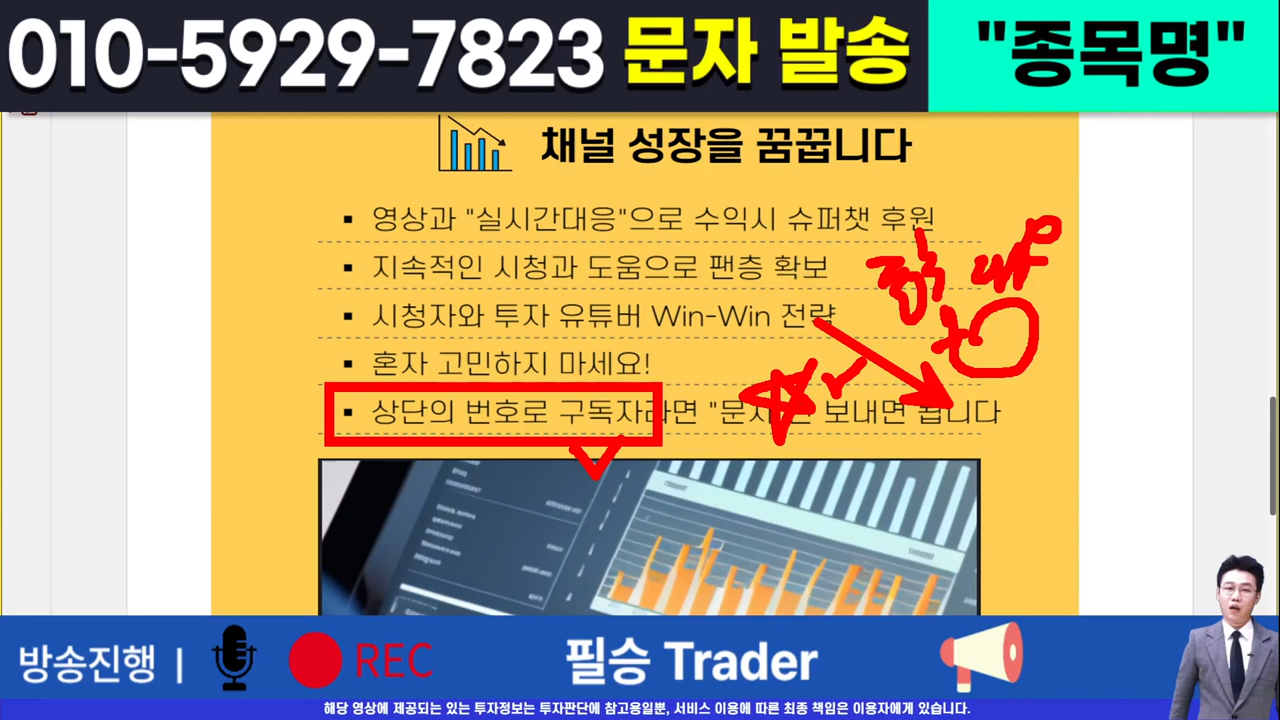 010-5929-7823 문자 발송 "종목명"
채널 성장을 꿈꿉니다
▪ 영상과 "실시간대응"으로 수익시 슈퍼챗 후원
▪ 지속적인 시청과 도움으로 팬층 확보
▪ 시청자와 투자 유튜버 Win-Win 전략
▪ 혼자 고민하지 마세요!
▪ 상단의 번호로 구독자라면 "문자" 보내면 됩니다
방송진행 | REC 필승 Trader
해당 영상에 제공되는 있는 투자정보는 투자판단에 참고용일뿐, 서비스 이용에 따른 최종 책임은 이용자에게 있습니다.